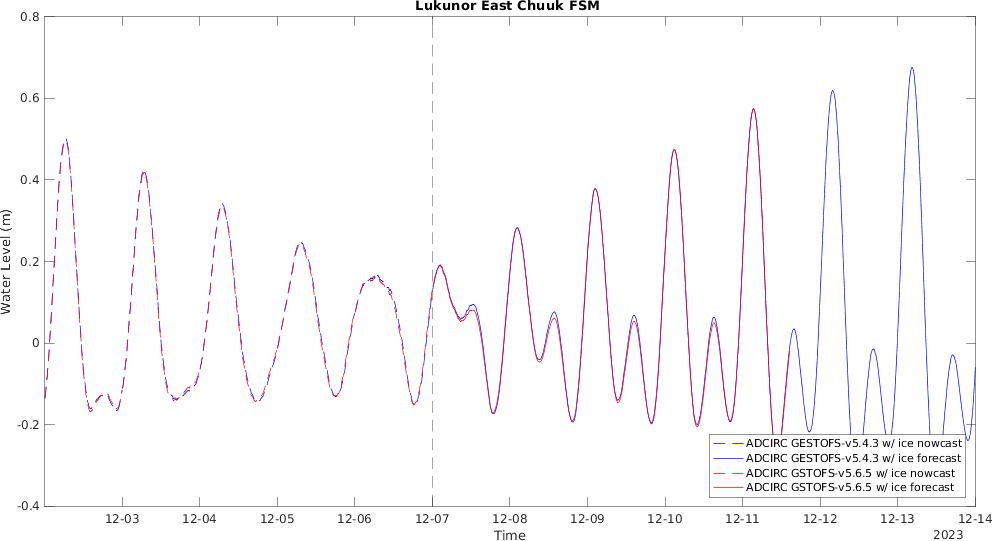 Lukunor East Chuuk FSM
0.8
0.6
0.4
0.2
0
-0.2
-0.4
Water Level (m)
ADCIRC GESTOFS-v5.4.3 w/ ice nowcast
ADCIRC GESTOFS-v5.4.3 w/ ice forecast
ADCIRC GSTOFS-v5.6.5 w/ ice nowcast
ADCIRC GSTOFS-v5.6.5 w/ ice forecast
12-03 12-04 12-05 12-06 12-07 12-08 12-09 12-10 12-11 12-12 12-13 12-14
Time
2023